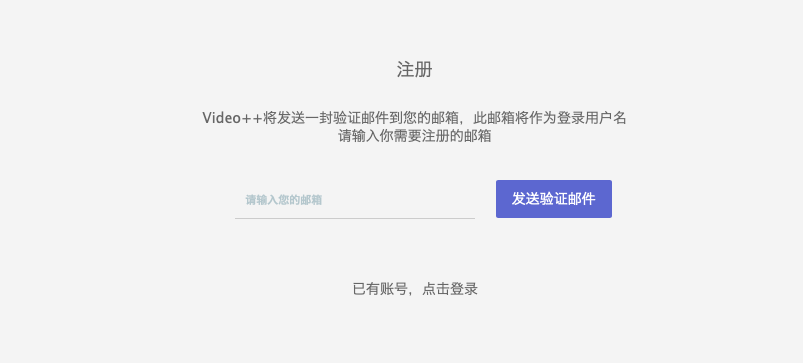 注册
Video++将发送一封验证邮件到您的邮箱，此邮箱将作为登录用户名
请输入你需要注册的邮箱
请输入您的邮箱
发送验证邮件
已有账号，点击登录